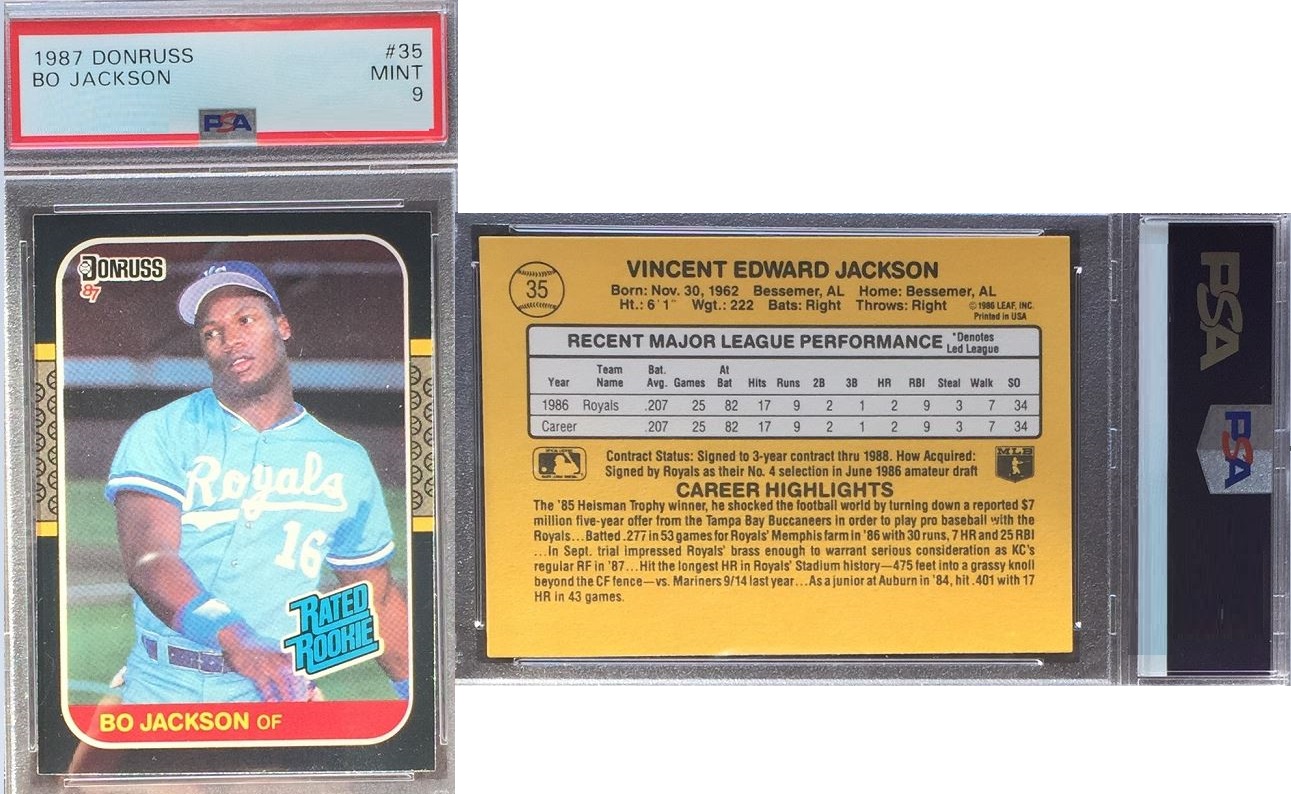 1987 DONRUSS #35
BO JACKSON MINT
9
PSA
DONRUSS
'87
Royals
16
RATED
ROOKIE
BO JACKSON OF
35
VINCENT EDWARD JACKSON
Born: Nov. 30, 1962 Bessemer, AL Home: Bessemer, AL
Ht.: 6'1" Wgt.: 222 Bats: Right Throws: Right
© 1986 LEAF, INC.
Printed in USA
RECENT MAJOR LEAGUE PERFORMANCE
*Denotes
Led League
Year Team Name Bat. Avg. Games At Bat Hits Runs 2B 3B HR RBI Steal Walk SO
1986 Royals .207 25 82 17 9 2 1 2 9 3 7 34
Career .207 25 82 17 9 2 1 2 9 3 7 34
Contract Status: Signed to 3-year contract thru 1988. How Acquired:
Signed by Royals as their No. 4 selection in June 1986 amateur draft
MLB
CAREER HIGHLIGHTS
The '85 Heisman Trophy winner, he shocked the football world by turning down a reported $7
million five-year offer from the Tampa Bay Buccaneers in order to play pro baseball with the
Royals...Batted .277 in 53 games for Royals' Memphis farm in '86 with 30 runs, 7 HR and 25 RBI
...In Sept. trial impressed Royals' brass enough to warrant serious consideration as KC's
regular RF in '87...Hit the longest HR in Royals' Stadium history—475 feet into a grassy knoll
beyond the CF fence—vs. Mariners 9/14 last year...As a junior at Auburn in '84, hit .401 with 17
HR in 43 games.
PSA
PSA